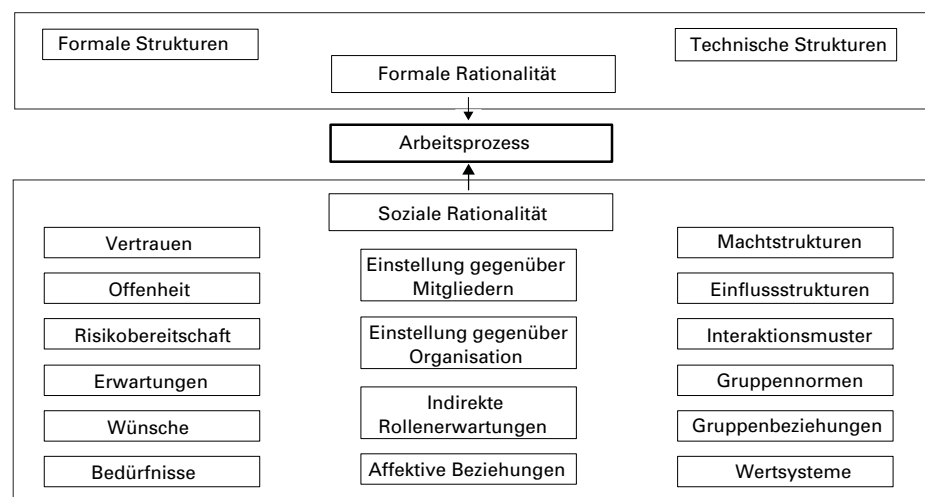 Formale Strukturen
Technische Strukturen
Formale Rationalität
Arbeitsprozess
Soziale Rationalität
Vertrauen
Offenheit
Risikobereitschaft
Erwartungen
Wünsche
Bedürfnisse
Einstellung gegenüber
Mitgliedern
Einstellung gegenüber
Organisation
Indirekte
Rollenerwartungen
Affektive Beziehungen
Machtstrukturen
Einflussstrukturen
Interaktionsmuster
Gruppennormen
Gruppenbeziehungen
Wertsysteme